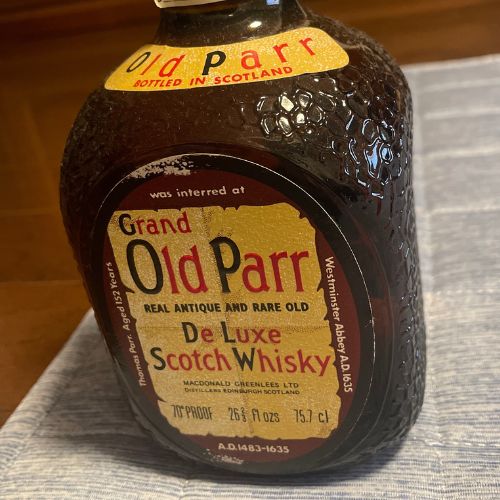 Old Parr
BOTTLED IN SCOTLAND
was interred at
Grand
Old Parr
REAL ANTIQUE AND RARE OLD
De Luxe
Scotch Whisky
MACDONALD GREENLEES LTD
DISTILLERS EDINBURGH SCOTLAND
70° PROOF 26⅔ fl ozs 75.7 cl
Thomas Parr. Aged 152 Years
Westminster Abbey A.D.1635
A.D.1483-1635